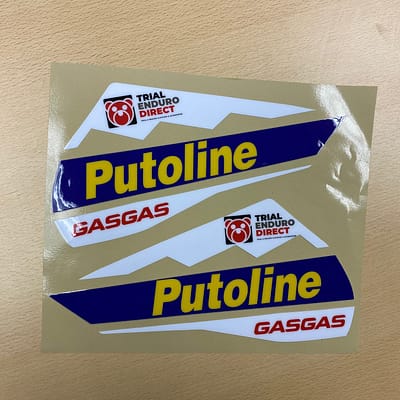 TRIAL
ENDURO
DIRECT
Putoline
GASGAS
TRIAL
ENDURO
DIRECT
Putoline
GASGAS